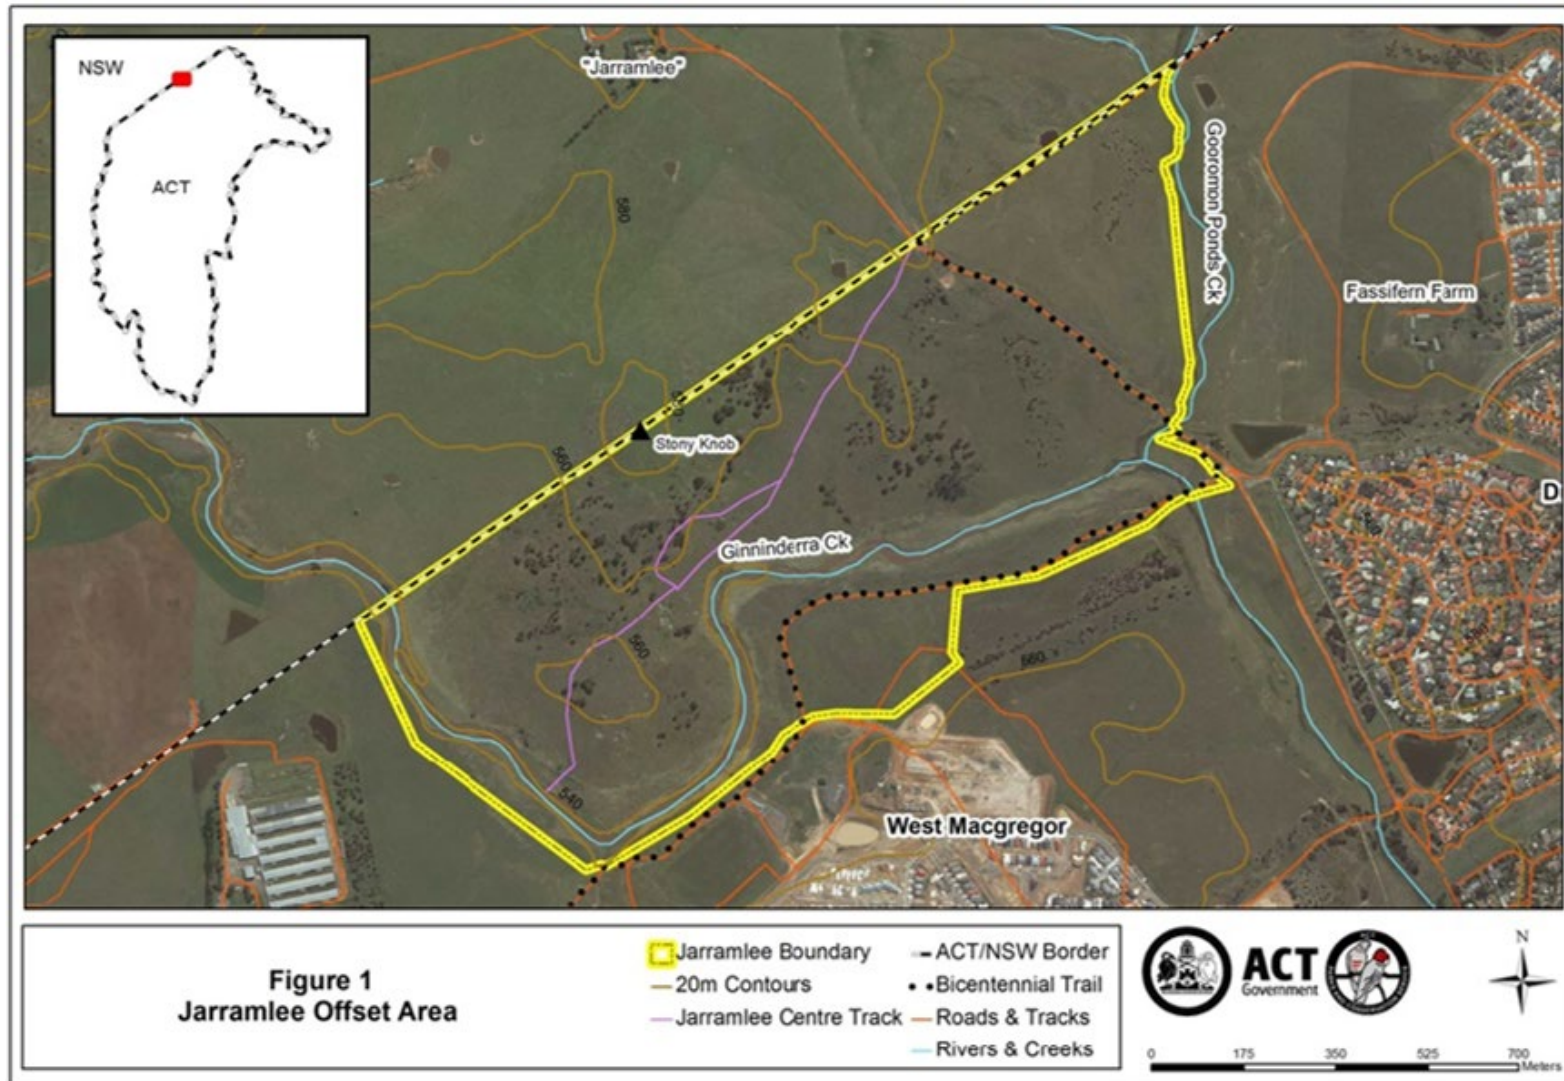 NSW
ACT
"Jarramlee"
580
Gooromon Ponds Ck
Fassifern Farm
Stony Knob
560
D
Ginninderra Ck
560
560
540
West Macgregor
Figure 1
Jarramlee Offset Area
Jarramlee Boundary
20m Contours
Jarramlee Centre Track
ACT/NSW Border
Bicentennial Trail
Roads & Tracks
Rivers & Creeks
ACT
Government
N
0 175 350 525 700
Meters